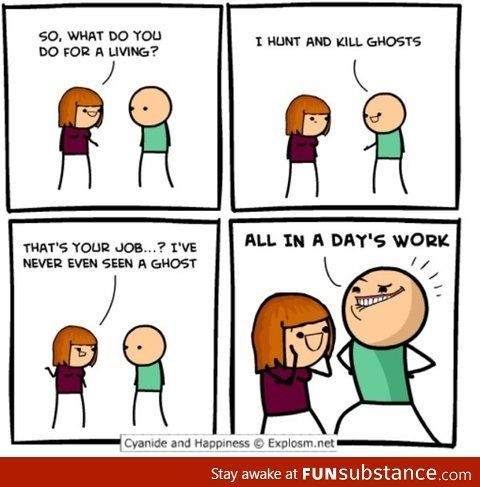 SO, WHAT DO YOU
DO FOR A LIVING?
I HUNT AND KILL GHOSTS
THAT'S YOUR JOB...? I'VE
NEVER EVEN SEEN A GHOST
ALL IN A DAY'S WORK
Cyanide and Happiness © Explosm.net
Stay awake at FUNsubstance.com